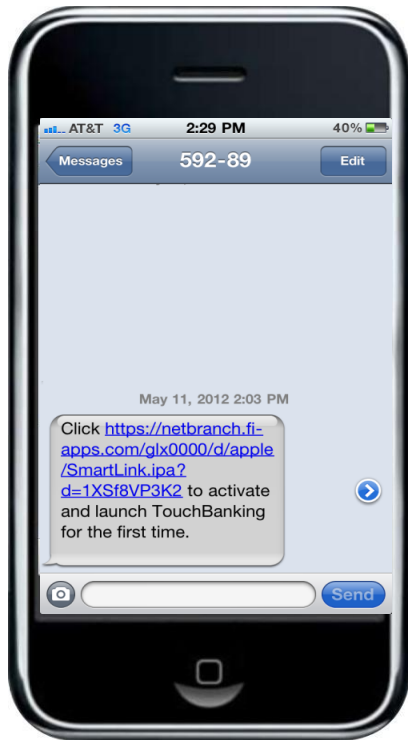 AT&T 3G 2:29 PM 40%
Messages 592-89 Edit
May 11, 2012 2:03 PM
Click https://netbranch.fi-
apps.com/glx0000/d/apple
/SmartLink.ipa?
d=1XSf8VP3K2 to activate
and launch TouchBanking
for the first time.
Send